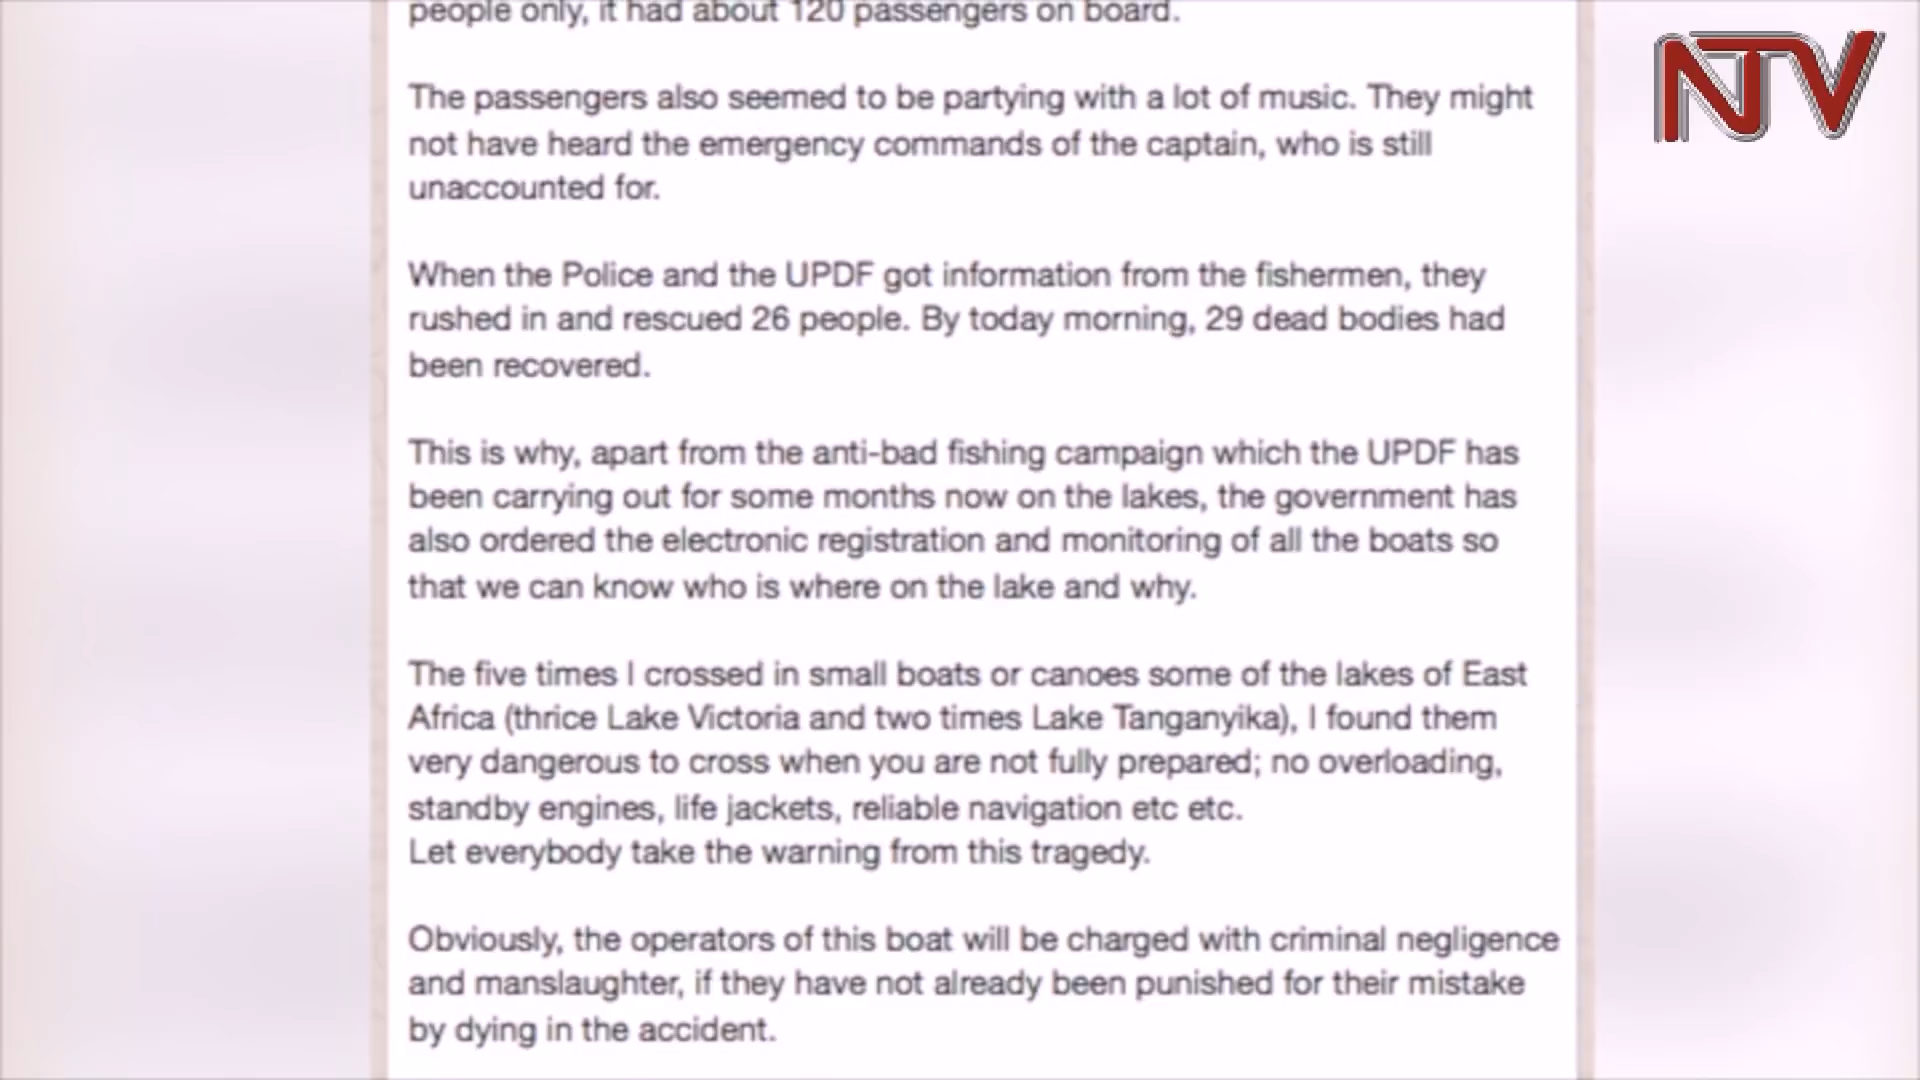 people only, it had about 120 passengers on board.
NTV
The passengers also seemed to be partying with a lot of music. They might
not have heard the emergency commands of the captain, who is still
unaccounted for.
When the Police and the UPDF got information from the fishermen, they
rushed in and rescued 26 people. By today morning, 29 dead bodies had
been recovered.
This is why, apart from the anti-bad fishing campaign which the UPDF has
been carrying out for some months now on the lakes, the government has
also ordered the electronic registration and monitoring of all the boats so
that we can know who is where on the lake and why.
The five times I crossed in small boats or canoes some of the lakes of East
Africa (thrice Lake Victoria and two times Lake Tanganyika), I found them
very dangerous to cross when you are not fully prepared; no overloading,
standby engines, life jackets, reliable navigation etc etc.
Let everybody take the warning from this tragedy.
Obviously, the operators of this boat will be charged with criminal negligence
and manslaughter, if they have not already been punished for their mistake
by dying in the accident.